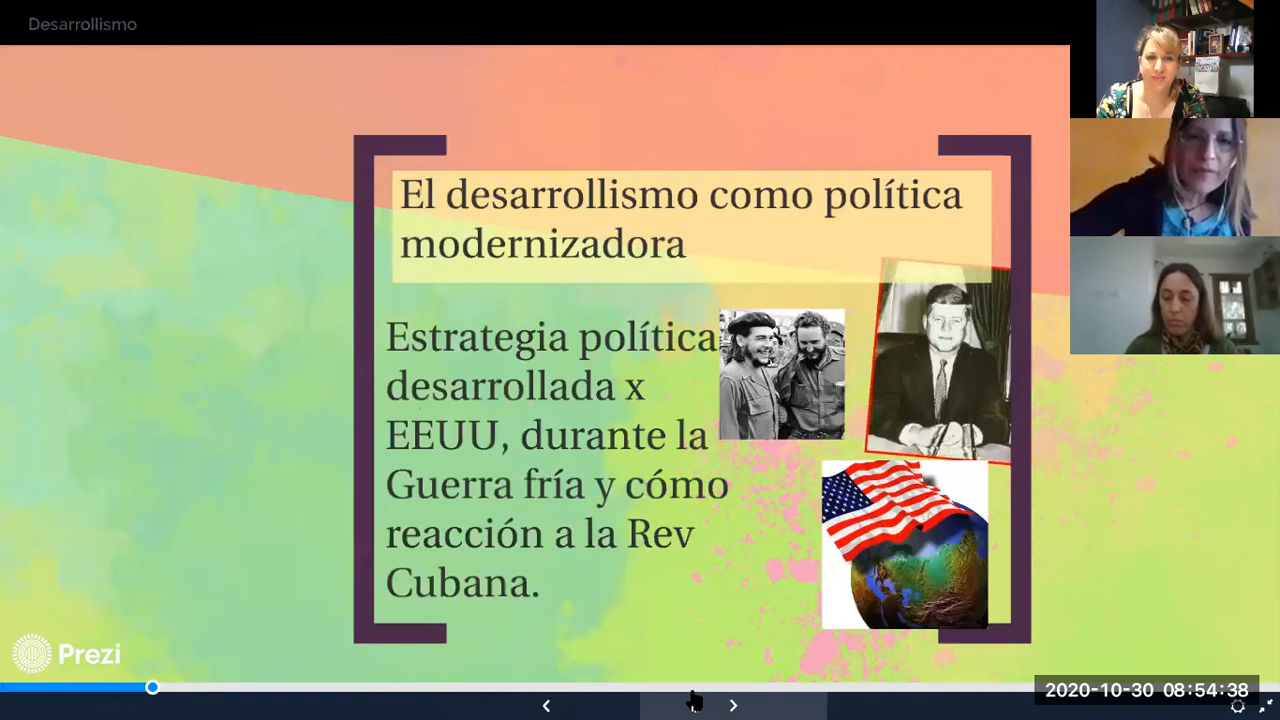 Desarrollismo
El desarrollismo como política
modernizadora
Estrategia política
desarrollada x
EEUU, durante la
Guerra fría y cómo
reacción a la Rev
Cubana.
Prezi
2020-10-30 08:54:38